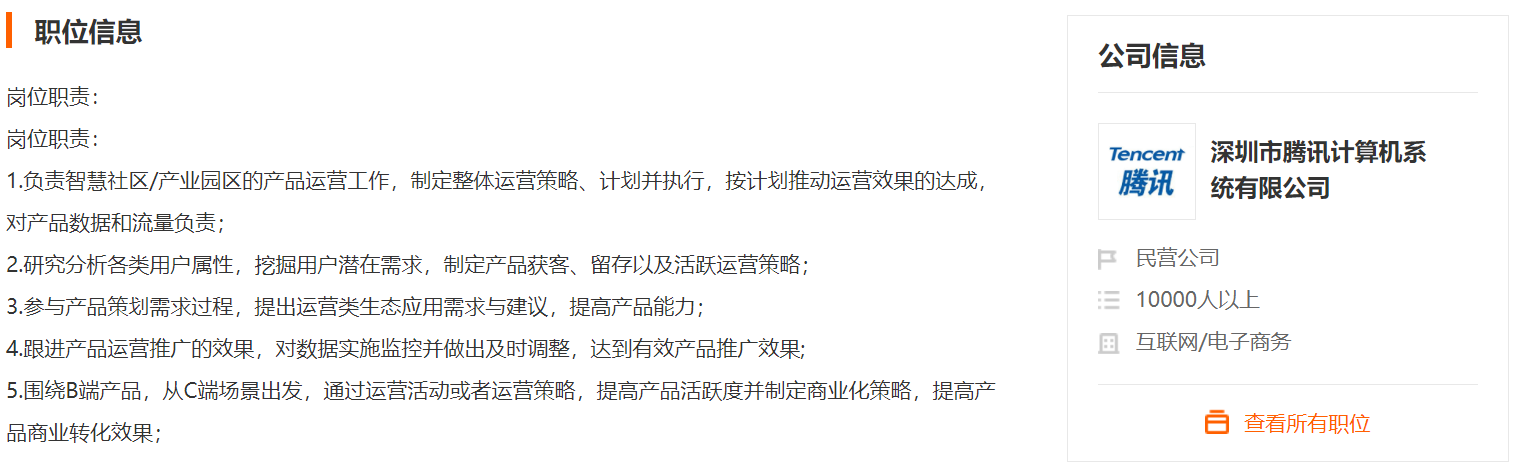 职位信息
岗位职责：
岗位职责：
1.负责智慧社区/产业园区的产品运营工作，制定整体运营策略、计划并执行，按计划推动运营效果的达成，
对产品数据和流量负责；
2.研究分析各类用户属性，挖掘用户潜在需求，制定产品获客、留存以及活跃运营策略；
3.参与产品策划需求过程，提出运营类生态应用需求与建议，提高产品能力；
4.跟进产品运营推广的效果，对数据实施监控并做出及时调整，达到有效产品推广效果;
5.围绕B端产品，从C端场景出发，通过运营活动或者运营策略，提高产品活跃度并制定商业化策略，提高产
品商业转化效果；
公司信息
Tencent
腾讯
深圳市腾讯计算机系
统有限公司
民营公司
10000人以上
互联网/电子商务
查看所有职位